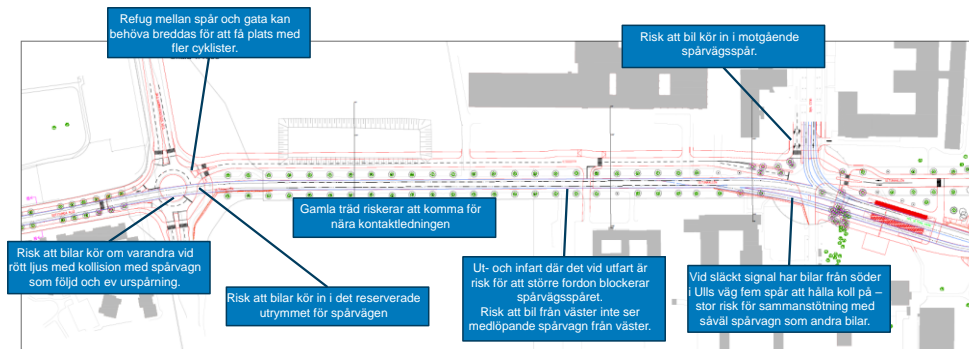 Refug mellan spår och gata kan
behöva breddas för att få plats med
fler cyklister.
Risk att bil kör in i motgående
spårvägsspår.
Gamla träd riskerar att komma för
nära kontaktledningen
Risk att bilar kör om varandra vid
rött ljus med kollision med spårvagn
som följd och ev urspårning.
Risk att bilar kör in i det reserverade
utrymmet för spårvägen
Ut- och infart där det vid utfart är
risk för att större fordon blockerar
spårvägsspåret.
Risk att bil från väster inte ser
medlöpande spårvagn från väster.
Vid släckt signal har bilar från söder
i Ulls väg fem spår att hålla koll på –
stor risk för sammanstötning med
såväl spårvagn som andra bilar.